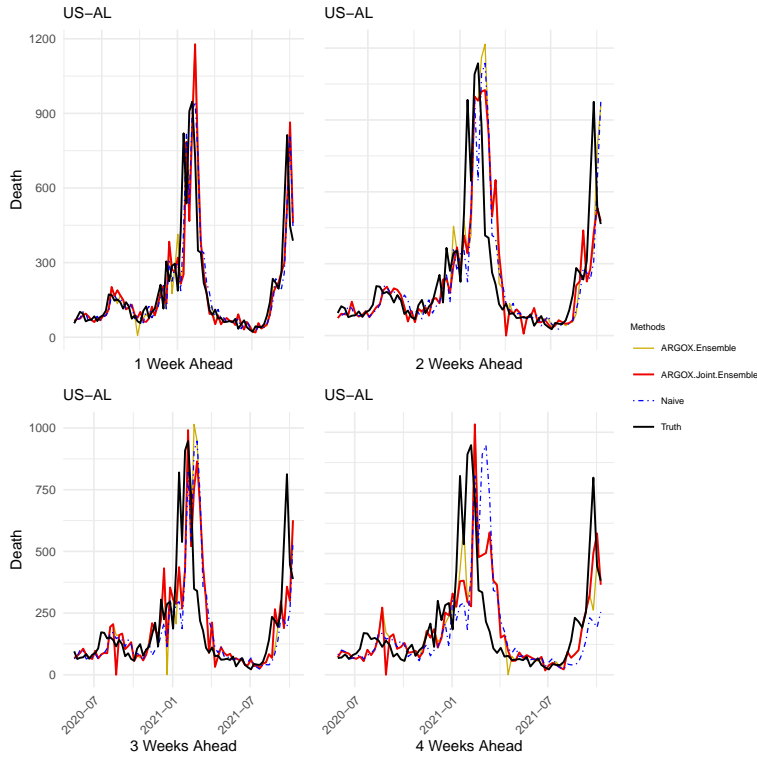 US−AL
US−AL
1200
900
600
300
0
Death
1 Week Ahead
2 Weeks Ahead
Methods
ARGOX.Ensemble
ARGOX.Joint.Ensemble
Naive
Truth
US−AL
US−AL
1000
750
500
250
0
Death
2020−07
2021−01
2021−07
2020−07
2021−01
2021−07
3 Weeks Ahead
4 Weeks Ahead